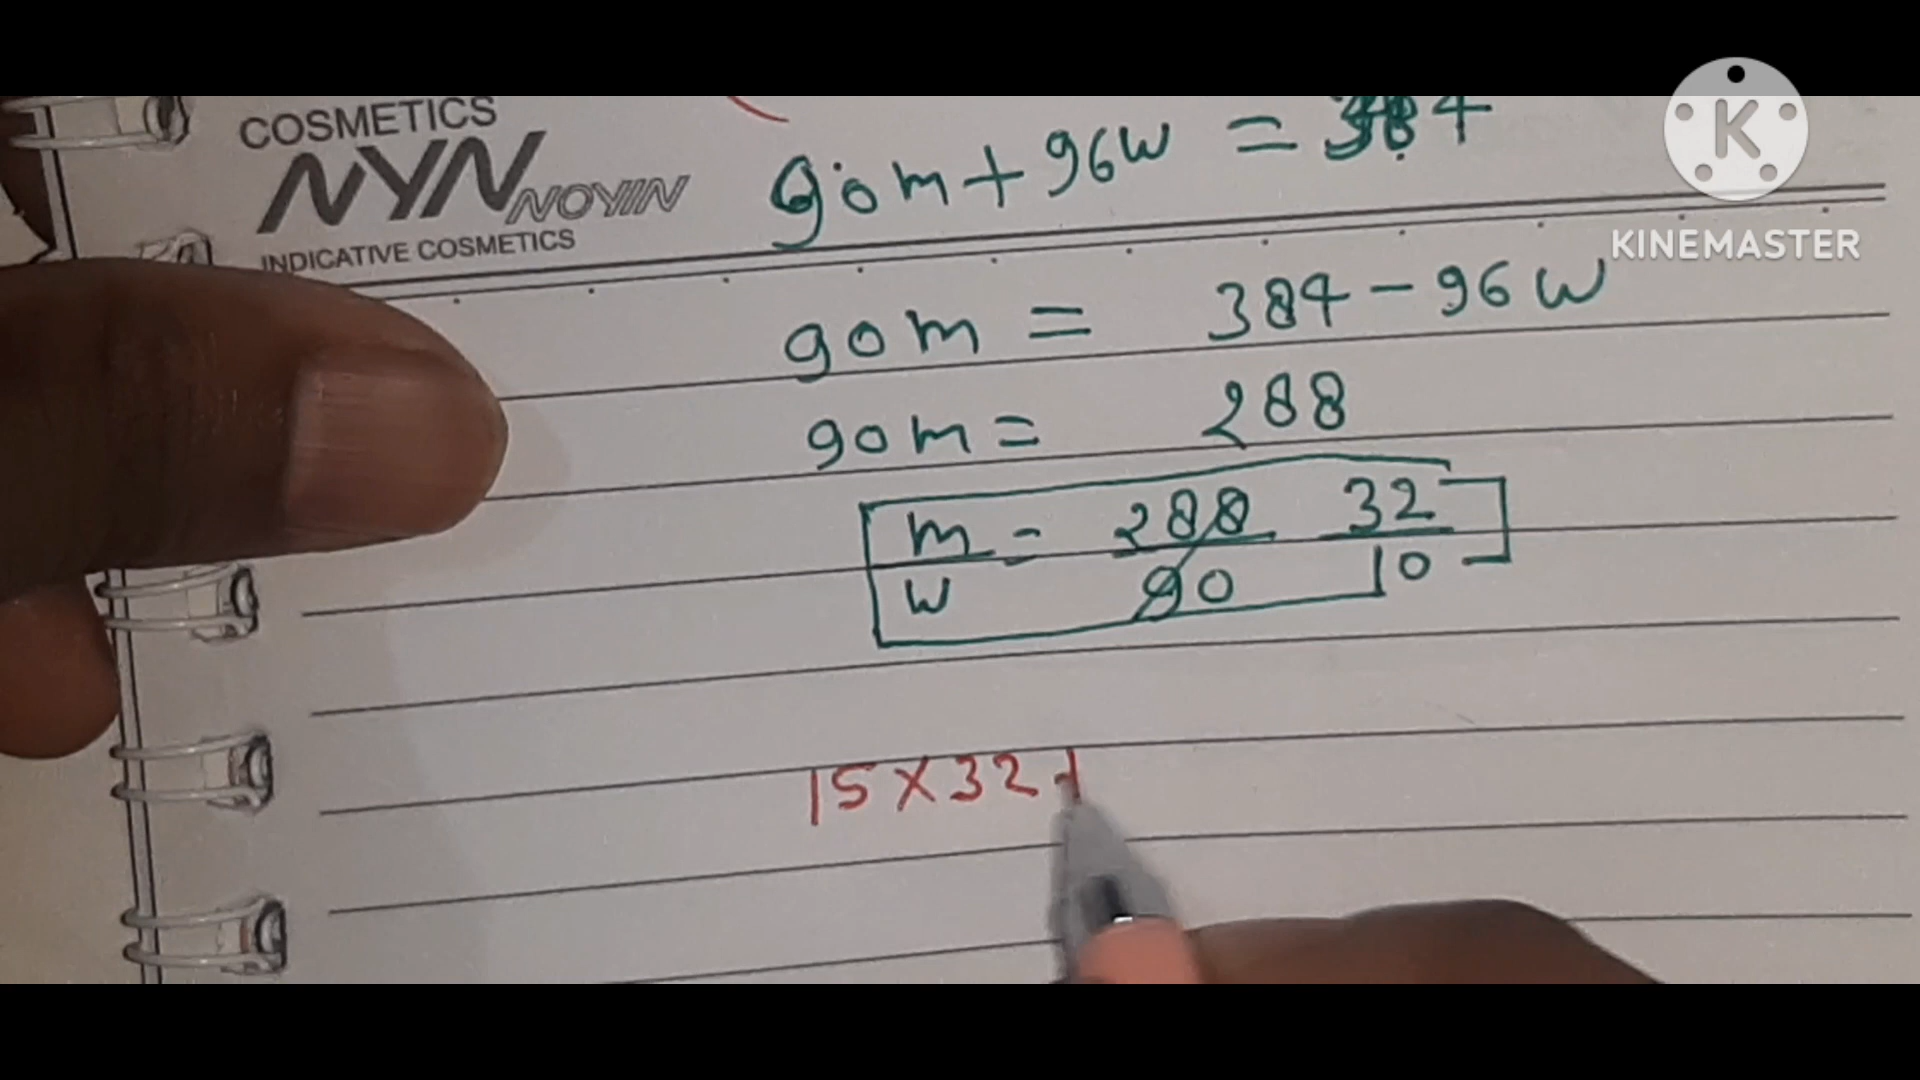 COSMETICS
NYN NOYIN
INDICATIVE COSMETICS
90m + 96w = 384
K
KINEMASTER
90m = 384 - 96w
90m = 288
m = 288 32
w 90 10
15 x 32 +